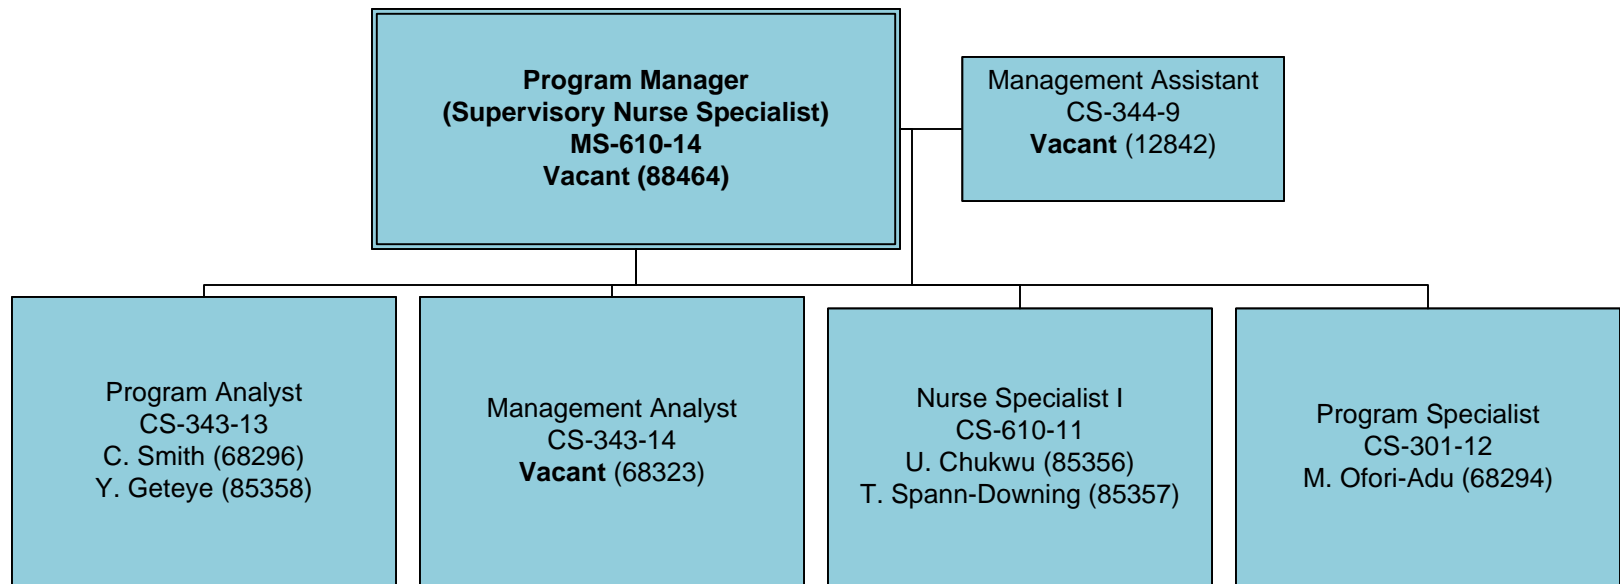 Program Manager
(Supervisory Nurse Specialist)
MS-610-14
Vacant (88464)
Management Assistant
CS-344-9
Vacant (12842)
Program Analyst
CS-343-13
C. Smith (68296)
Y. Geteye (85358)
Management Analyst
CS-343-14
Vacant (68323)
Nurse Specialist I
CS-610-11
U. Chukwu (85356)
T. Spann-Downing (85357)
Program Specialist
CS-301-12
M. Ofori-Adu (68294)